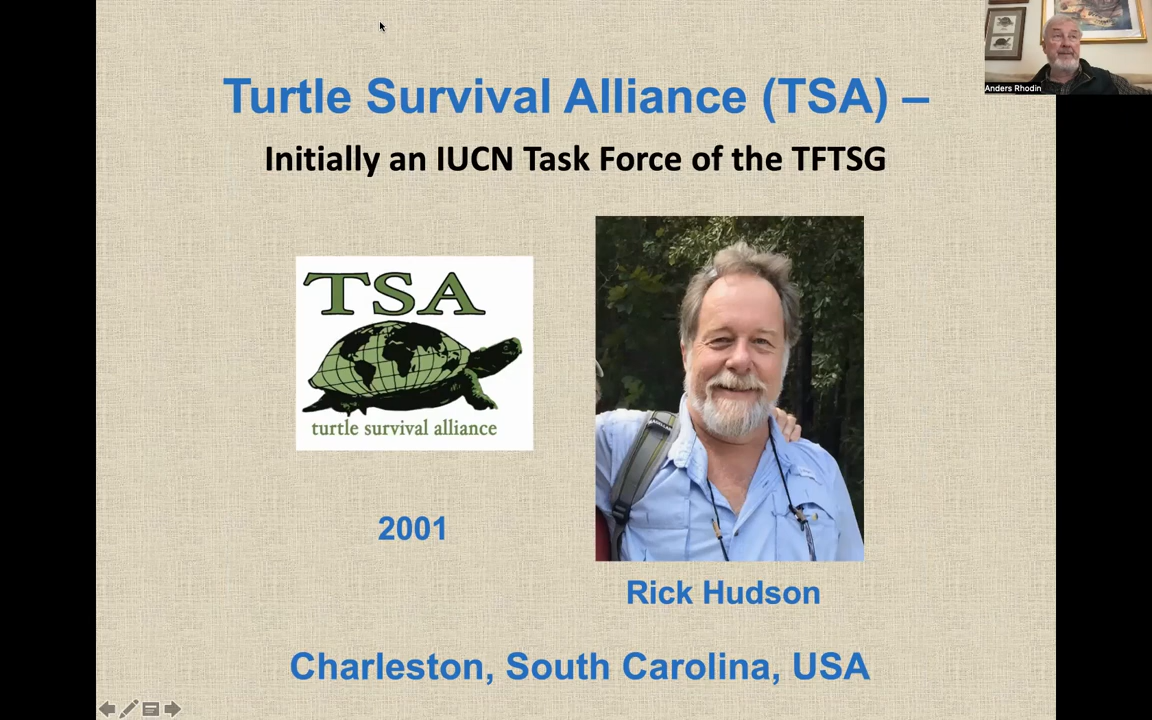 Turtle Survival Alliance (TSA) –
Initially an IUCN Task Force of the TFTSG
Anders Rhodin
TSA
turtle survival alliance
2001
Rick Hudson
Charleston, South Carolina, USA